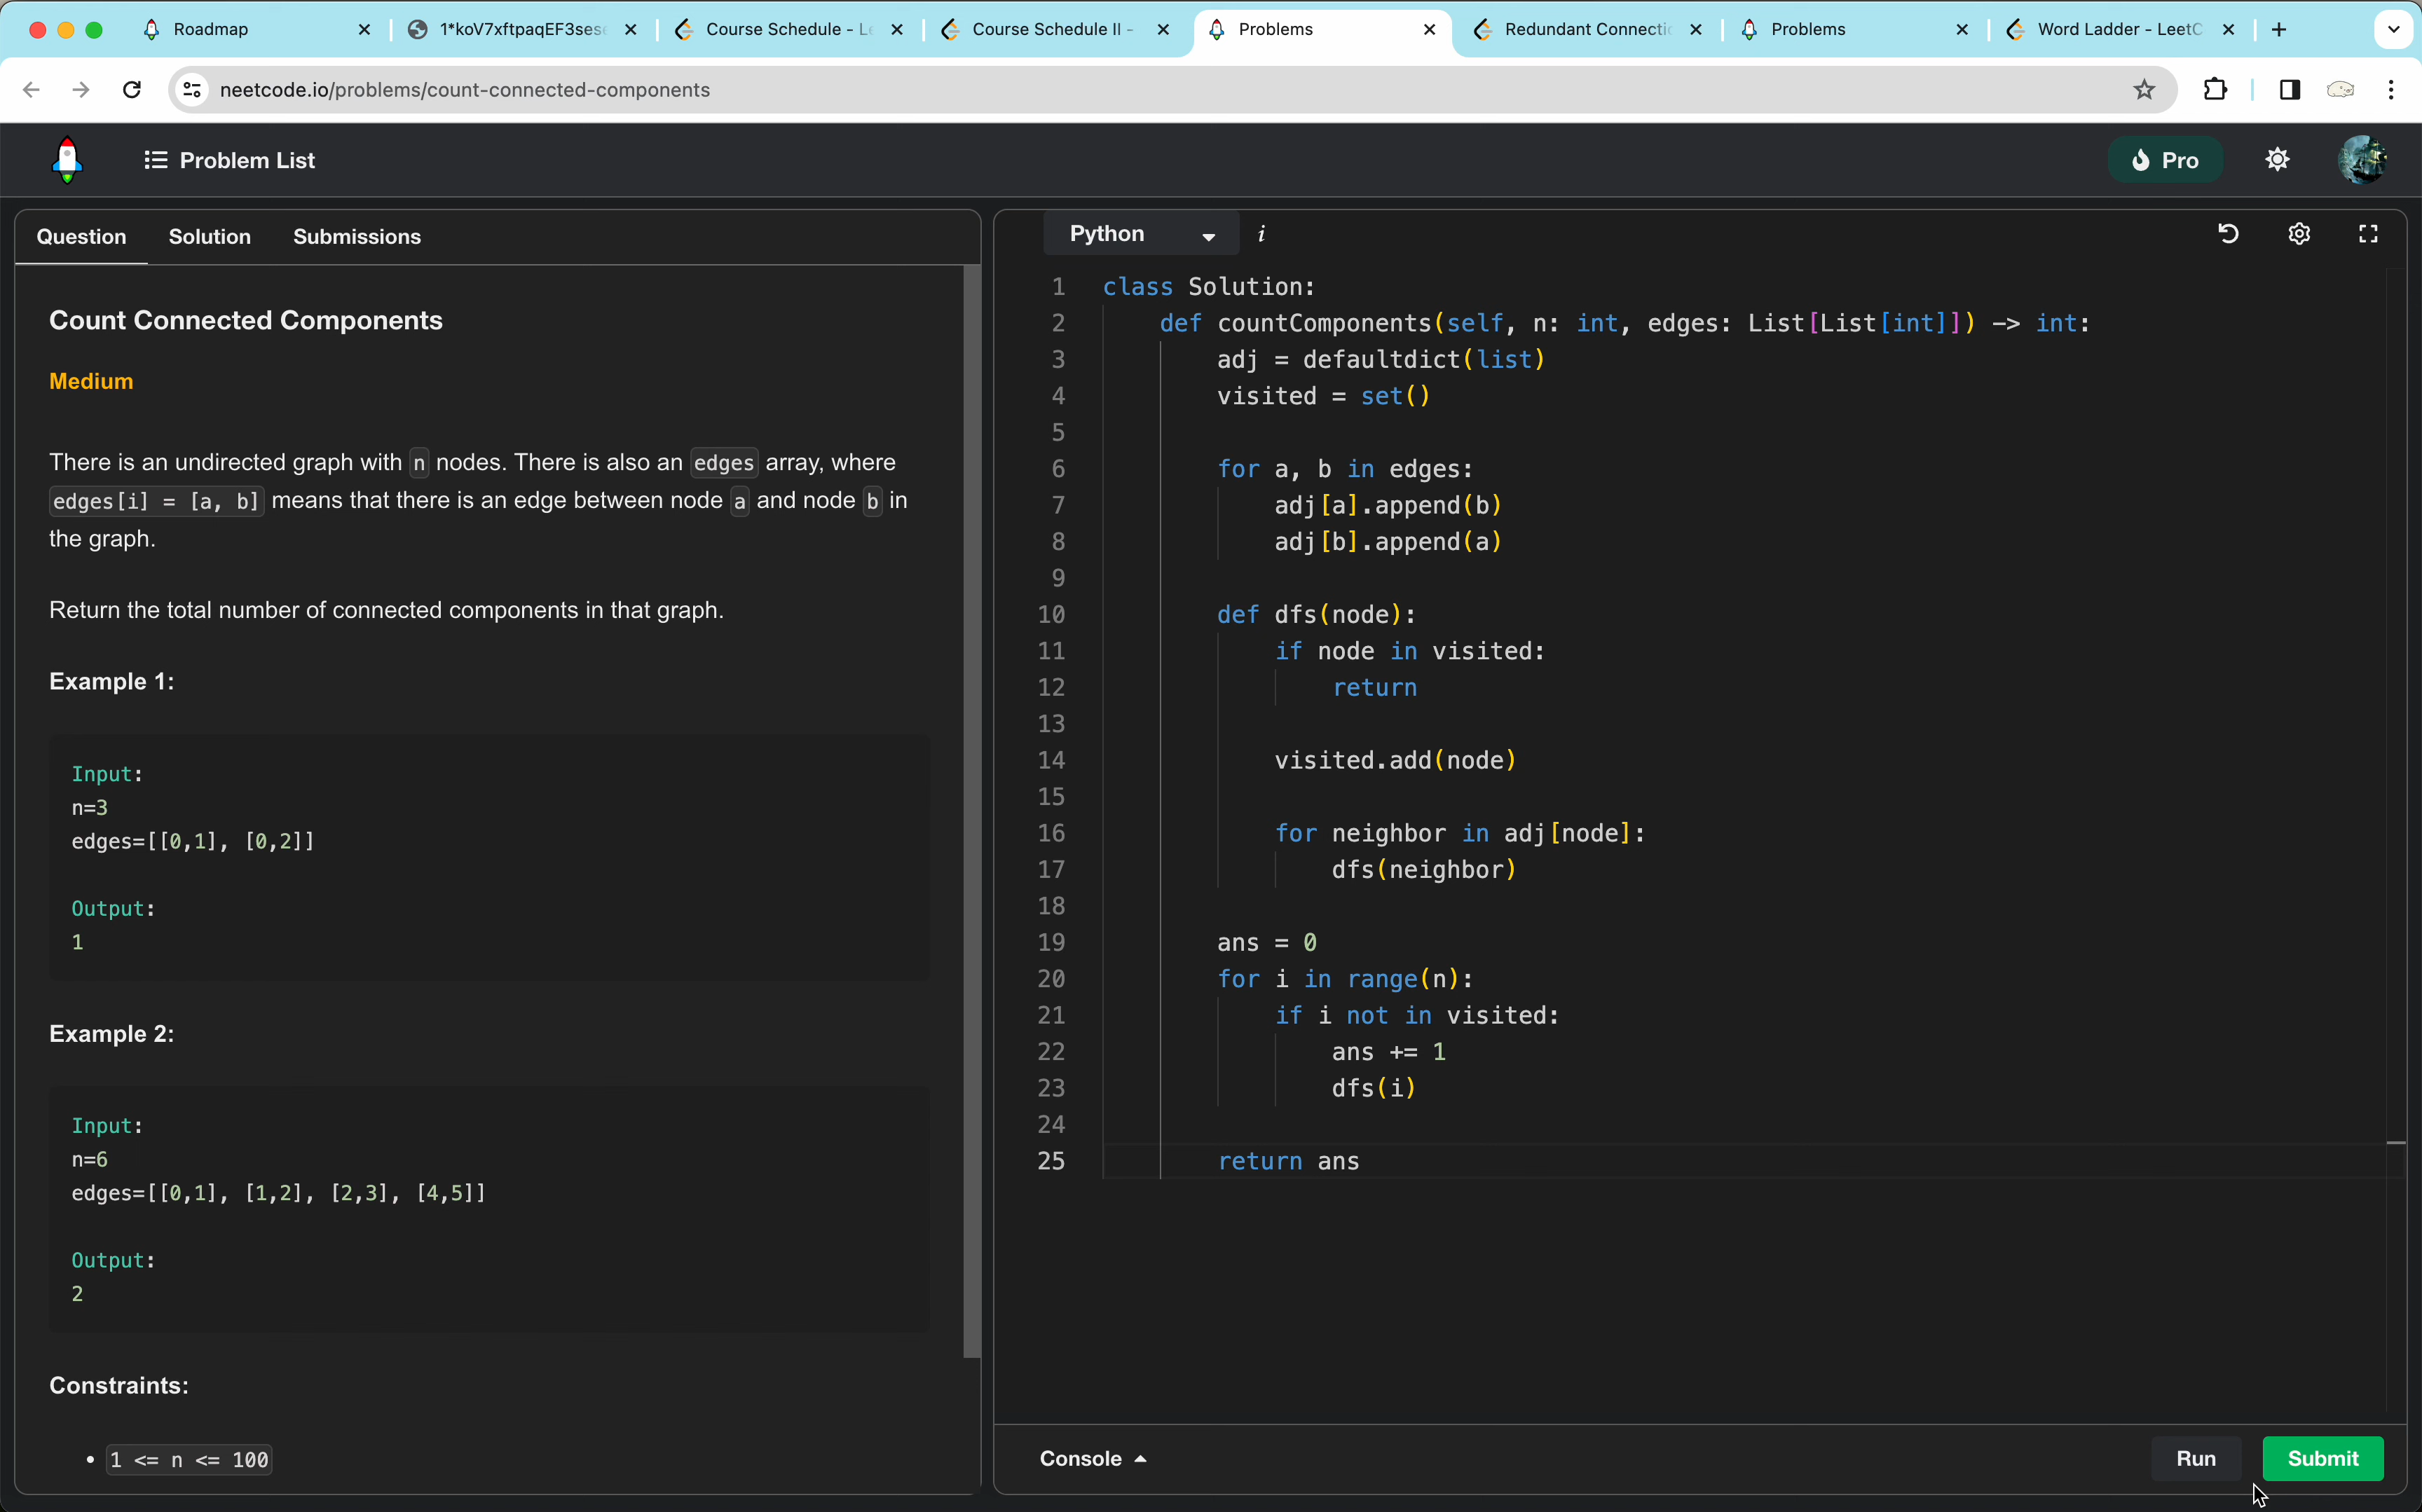 Roadmap
1*koV7xftpaqEF3sese
Course Schedule - Le
Course Schedule II -
Problems
Redundant Connectio
Problems
Word Ladder - LeetC
neetcode.io/problems/count-connected-components
Problem List
Pro
Question
Solution
Submissions
Count Connected Components
Medium
There is an undirected graph with n nodes. There is also an edges array, where
edges[i] = [a, b] means that there is an edge between node a and node b in
the graph.
Return the total number of connected components in that graph.
Example 1:
Input:
n=3
edges=[[0,1], [0,2]]
Output:
1
Example 2:
Input:
n=6
edges=[[0,1], [1,2], [2,3], [4,5]]
Output:
2
Constraints:
• 1 <= n <= 100
Python
i
1 class Solution:
2     def countComponents(self, n: int, edges: List[List[int]]) -> int:
3         adj = defaultdict(list)
4         visited = set()
5
6         for a, b in edges:
7             adj[a].append(b)
8             adj[b].append(a)
9
10         def dfs(node):
11             if node in visited:
12                 return
13
14             visited.add(node)
15
16             for neighbor in adj[node]:
17                 dfs(neighbor)
18
19         ans = 0
20         for i in range(n):
21             if i not in visited:
22                 ans += 1
23                 dfs(i)
24
25         return ans
Console
Run
Submit